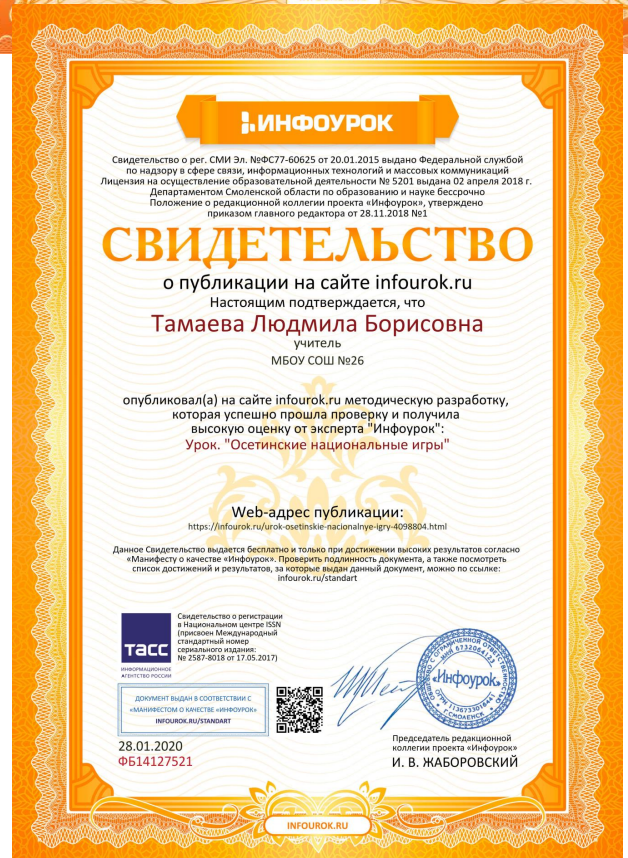 ИНФОУРОК
Свидетельство о рег. СМИ Эл. №ФС77-60625 от 20.01.2015 выдано Федеральной службой
по надзору в сфере связи, информационных технологий и массовых коммуникаций
Лицензия на осуществление образовательной деятельности № 5201 выдана 02 апреля 2018 г.
Департаментом Смоленской области по образованию и науке бессрочно
Положение о редакционной коллегии проекта «Инфоурок», утверждено
приказом главного редактора от 28.11.2018 №1
СВИДЕТЕЛЬСТВО
о публикации на сайте infourok.ru
Настоящим подтверждается, что
Тамаева Людмила Борисовна
учитель
МБОУ СОШ №26
опубликовал(а) на сайте infourok.ru методическую разработку,
которая успешно прошла проверку и получила
высокую оценку от эксперта "Инфоурок":
Урок. "Осетинские национальные игры"
Web-адрес публикации:
https://infourok.ru/urok-osetinskie-nacionalnye-igry-4098804.html
Данное Свидетельство выдается бесплатно и только при достижении высоких результатов согласно
«Манифесту о качестве «Инфоурок». Проверить подлинность документа, а также посмотреть
список достижений и результатов, за которые выдан данный документ, можно по ссылке:
infourok.ru/standart
ТАСС
ИНФОРМАЦИОННОЕ
АГЕНТСТВО РОССИИ
Свидетельство о регистрации
в Национальном центре ISSN
(присвоен Международный
стандартный номер
сериального издания:
№ 2587-8018 от 17.05.2017)
ДОКУМЕНТ ВЫДАН В СООТВЕТСТВИИ С
«МАНИФЕСТОМ О КАЧЕСТВЕ «ИНФОУРОК»
INFOUROK.RU/STANDART
28.01.2020
ФБ14127521
«Инфоурок»
Г.СМОЛЕНСК
Председатель редакционной
коллегии проекта «Инфоурок»
И. В. ЖАБОРОВСКИЙ
INFOUROK.RU